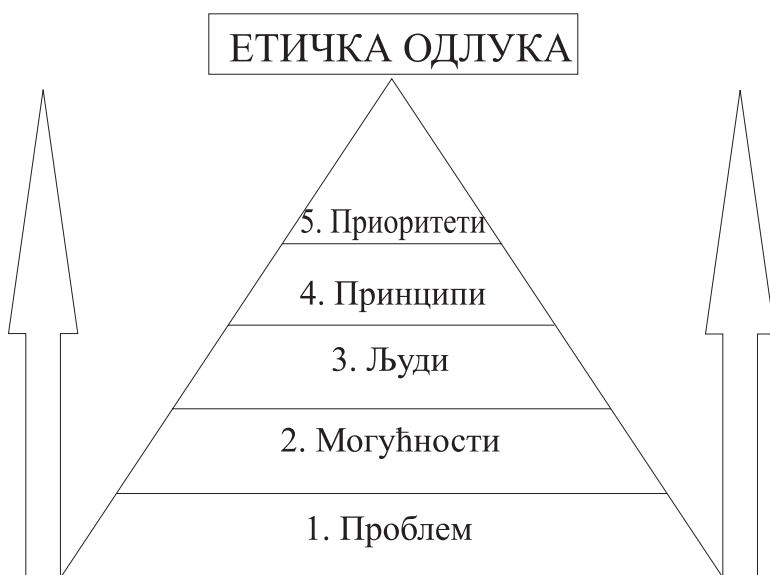 ЕТИЧКА ОДЛУКА
5. Приоритети
4. Принципи
3. Људи
2. Могућности
1. Проблем